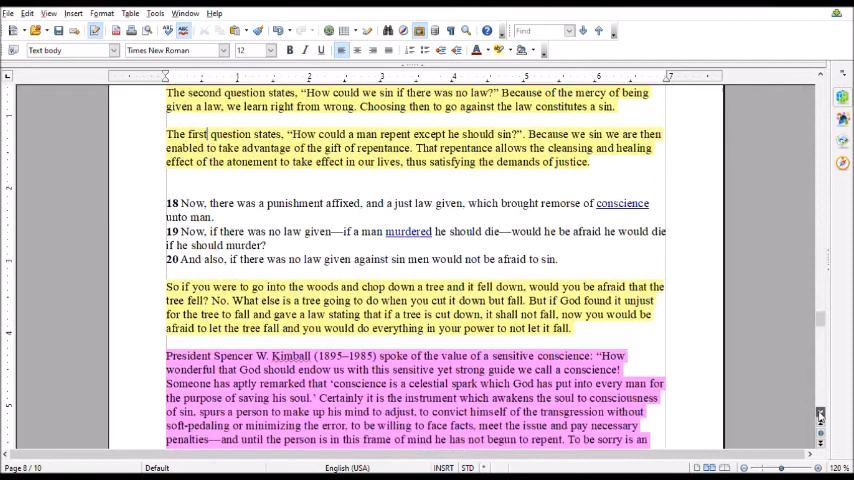 File Edit View Insert Format Table Tools Window Help
Find
Text body Times New Roman 12
1 2 3 4 5 6 7
The second question states, “How could we sin if there was no law?” Because of the mercy of being
given a law, we learn right from wrong. Choosing then to go against the law constitutes a sin.
The first question states, “How could a man repent except he should sin?”. Because we sin we are then
enabled to take advantage of the gift of repentance. That repentance allows the cleansing and healing
effect of the atonement to take effect in our lives, thus satisfying the demands of justice.
18 Now, there was a punishment affixed, and a just law given, which brought remorse of conscience
unto man.
19 Now, if there was no law given—if a man murdered he should die—would he be afraid he would die
if he should murder?
20 And also, if there was no law given against sin men would not be afraid to sin.
So if you were to go into the woods and chop down a tree and it fell down, would you be afraid that the
tree fell? No. What else is a tree going to do when you cut it down but fall. But if God found it unjust
for the tree to fall and gave a law stating that if a tree is cut down, it shall not fall, now you would be
afraid to let the tree fall and you would do everything in your power to not let it fall.
President Spencer W. Kimball (1895–1985) spoke of the value of a sensitive conscience: “How
wonderful that God should endow us with this sensitive yet strong guide we call a conscience!
Someone has aptly remarked that ‘conscience is a celestial spark which God has put into every man for
the purpose of saving his soul.’ Certainly it is the instrument which awakens the soul to consciousness
of sin, spurs a person to make up his mind to adjust, to convict himself of the transgression without
soft-pedaling or minimizing the error, to be willing to face facts, meet the issue and pay necessary
penalties—and until the person is in this frame of mind he has not begun to repent. To be sorry is an
Page 8 / 10 Default English (USA) INSRT STD * 120 %